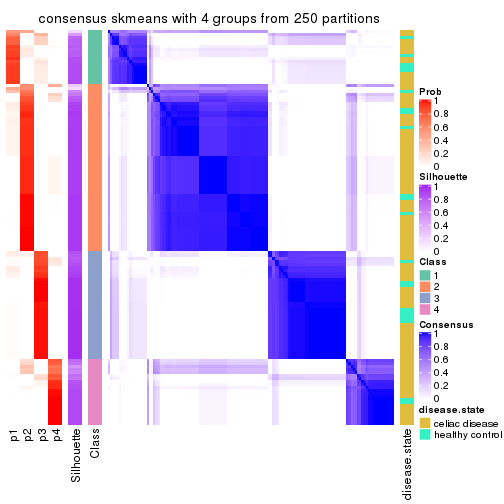 consensus skmeans with 4 groups from 250 partitions
Prob
1
0.8
0.6
0.4
0.2
0
Silhouette
1
0.8
0.6
0.4
0.2
0
Class
1
2
3
4
Consensus
1
0.8
0.6
0.4
0.2
0
disease.state
celiac disease
healthy control
p1
p2
p3
p4
Silhouette
Class
disease.state